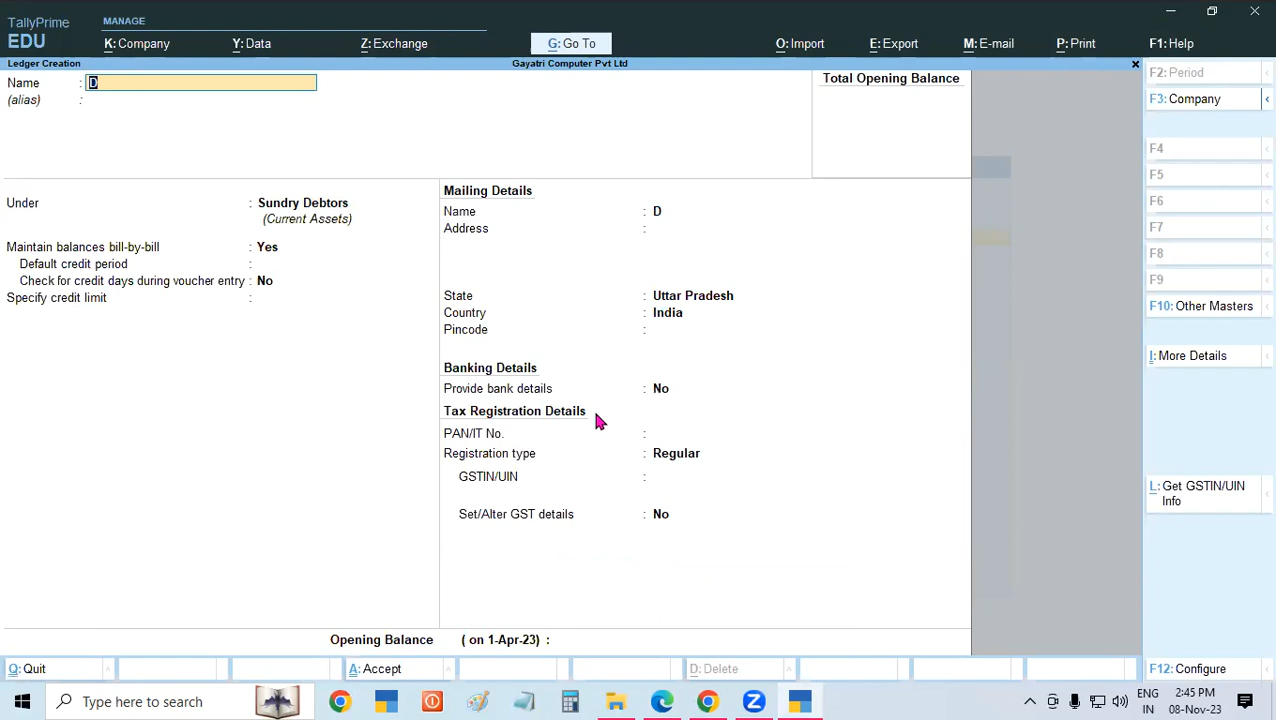 TallyPrime
EDU
MANAGE
K: Company
Y: Data
Z: Exchange
G: Go To
O: Import
E: Export
M: E-mail
P: Print
F1: Help
Ledger Creation
Gayatri Computer Pvt Ltd
Name : D
(alias) :
Total Opening Balance
Under : Sundry Debtors
(Current Assets)
Maintain balances bill-by-bill : Yes
Default credit period :
Check for credit days during voucher entry : No
Specify credit limit :
Mailing Details
Name : D
Address :
State : Uttar Pradesh
Country : India
Pincode :
Banking Details
Provide bank details : No
Tax Registration Details
PAN/IT No. :
Registration type : Regular
GSTIN/UIN :
Set/Alter GST details : No
Opening Balance ( on 1-Apr-23) :
F2: Period
F3: Company
F4
F5
F6
F7
F8
F9
F10: Other Masters
I: More Details
L: Get GSTIN/UIN
Info
Q: Quit
A: Accept
D: Delete
F12: Configure
Type here to search
ENG
IN
2:45 PM
08-Nov-23